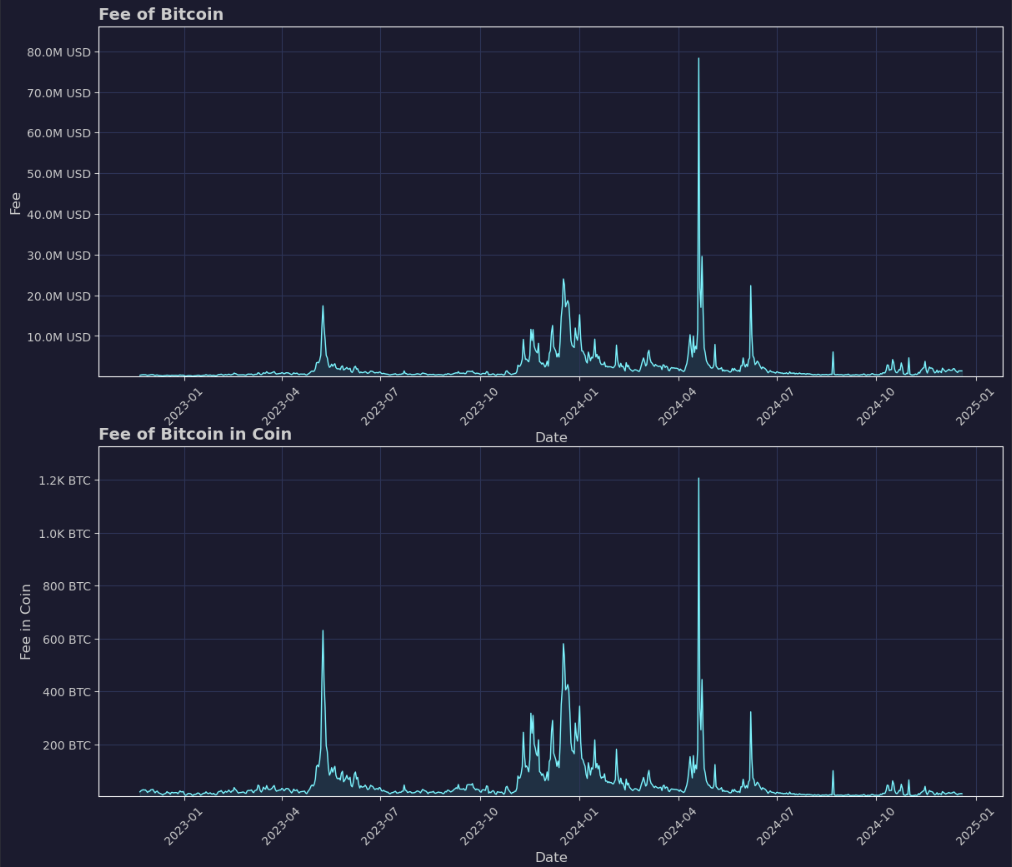 Fee of Bitcoin
80.0M USD
70.0M USD
60.0M USD
50.0M USD
40.0M USD
30.0M USD
20.0M USD
10.0M USD
Fee
2023-01
2023-04
2023-07
2023-10
2024-01
2024-04
2024-07
2024-10
2025-01
Date
Fee of Bitcoin in Coin
1.2K BTC
1.0K BTC
800 BTC
600 BTC
400 BTC
200 BTC
Fee in Coin
2023-01
2023-04
2023-07
2023-10
2024-01
2024-04
2024-07
2024-10
2025-01
Date